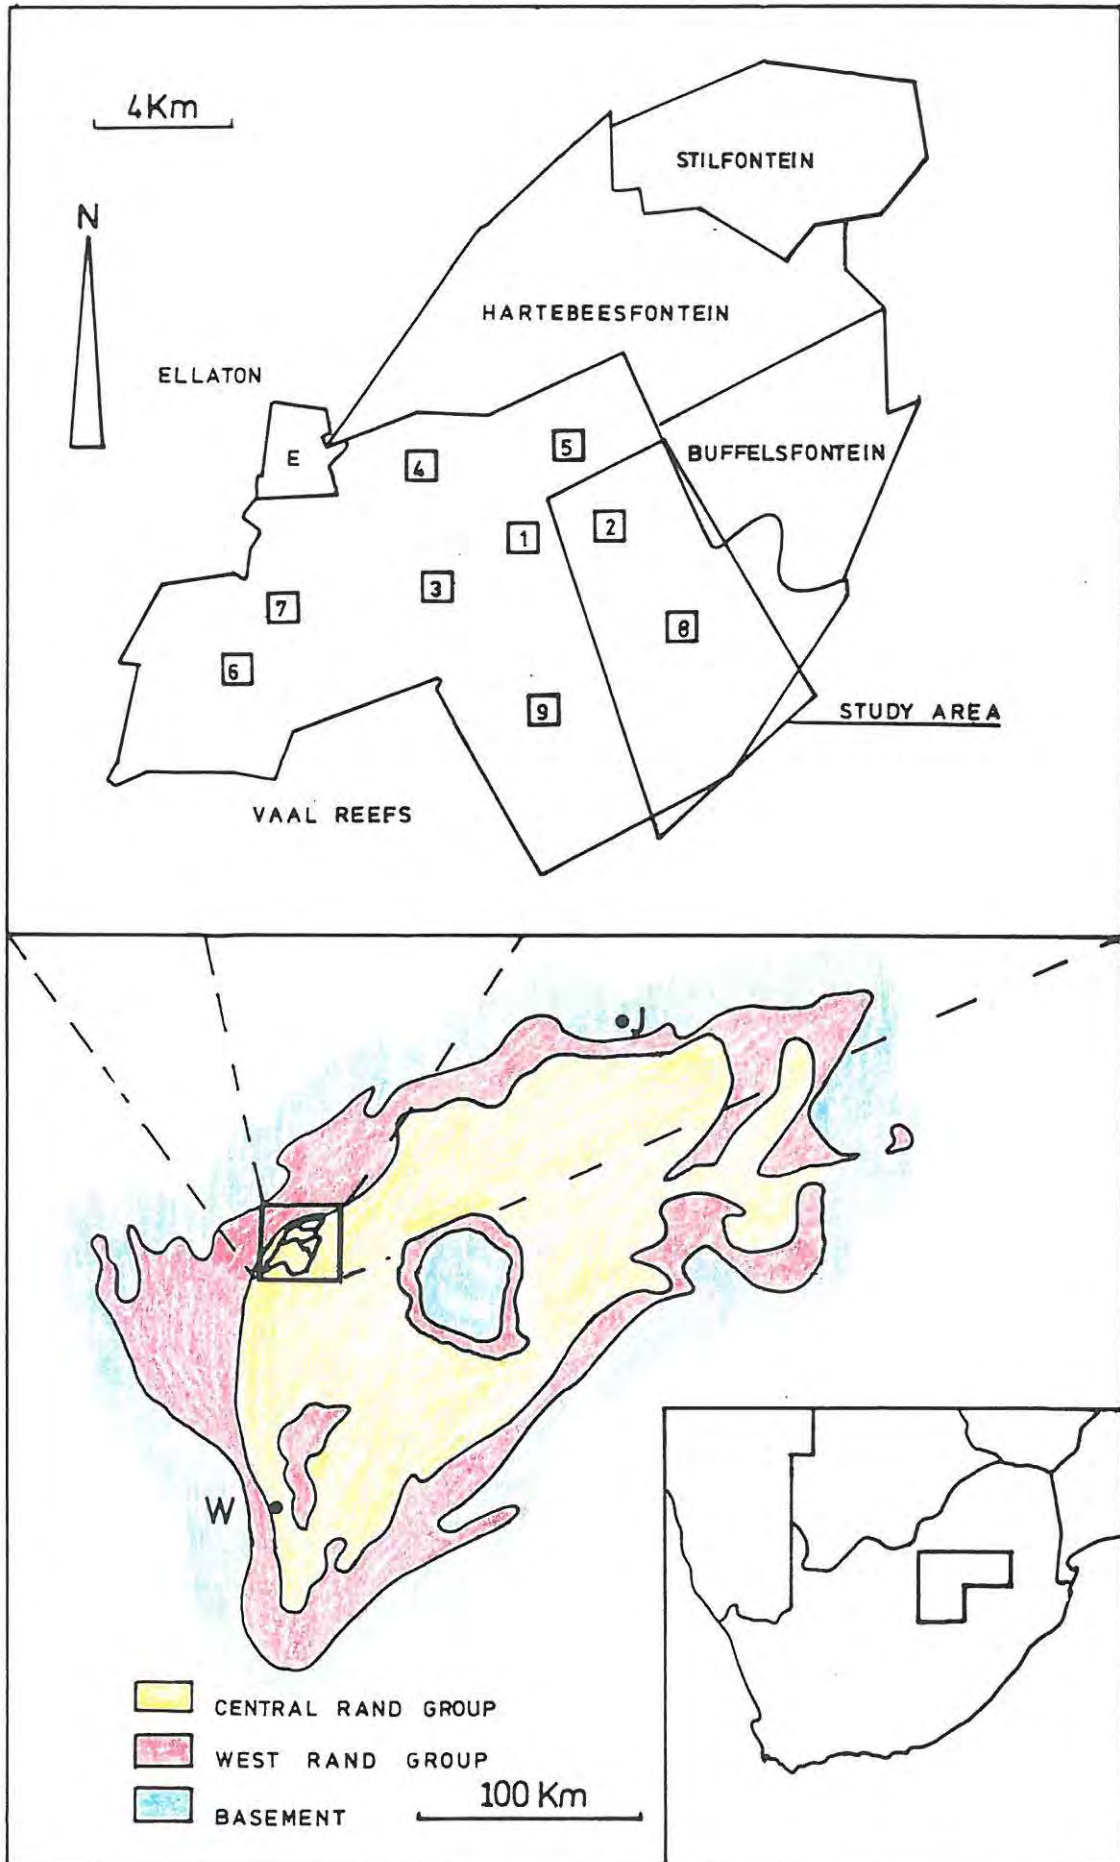 4Km
N
STILFONTEIN
HARTEBEESFONTEIN
ELLATON
E
BUFFELSFONTEIN
4
5
1
2
3
7
8
6
9
STUDY AREA
VAAL REEFS
J
W
CENTRAL RAND GROUP
WEST RAND GROUP
BASEMENT
100 Km